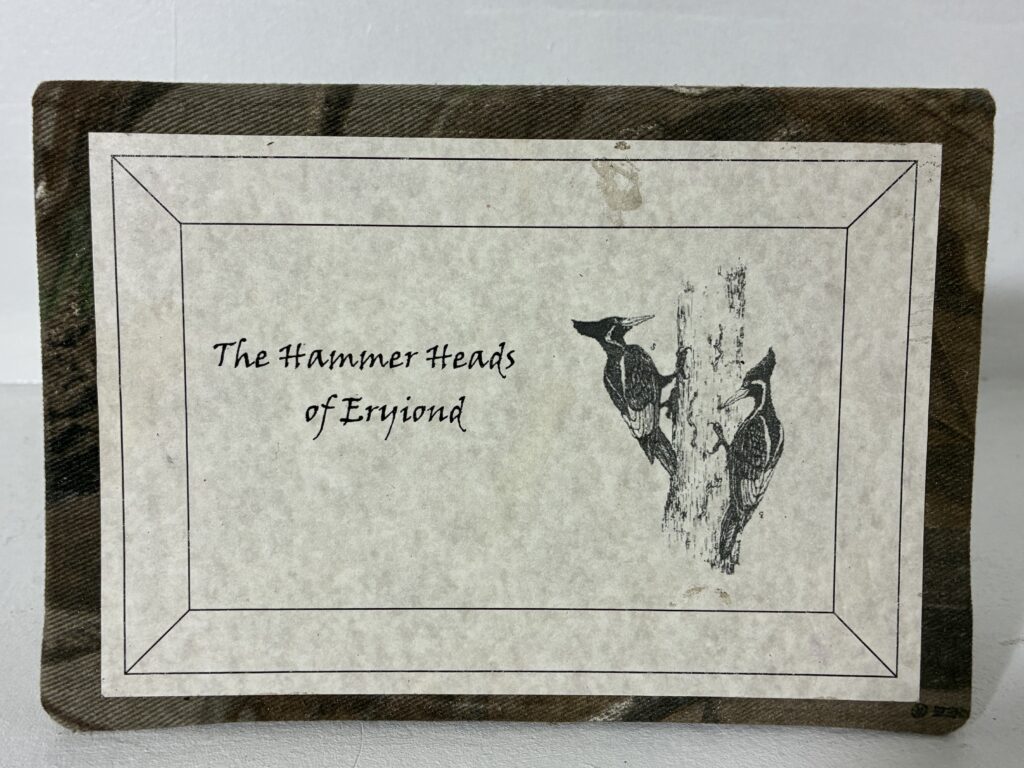 The Hammer Heads
of Eryiond